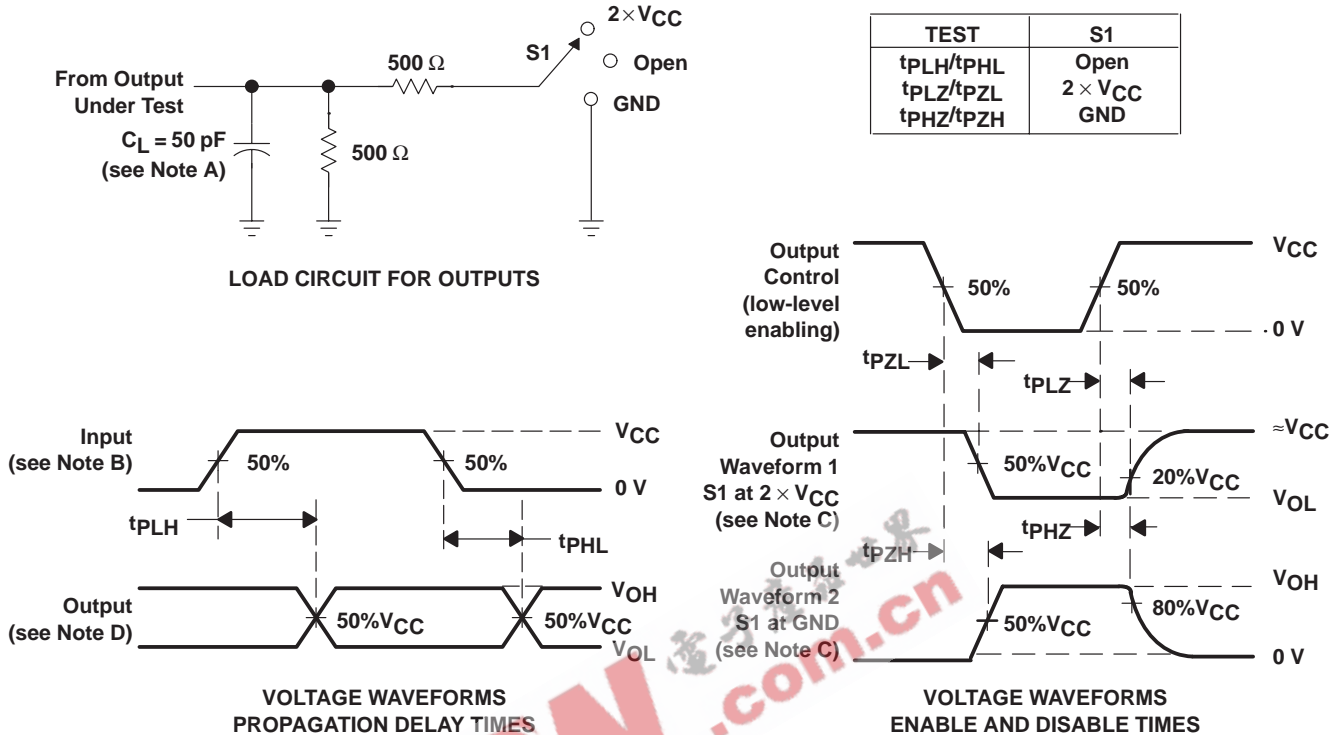 2 × VCC
S1
Open
GND
500 Ω
From Output
Under Test
CL = 50 pF
(see Note A)
500 Ω
LOAD CIRCUIT FOR OUTPUTS
TEST S1
tPLH/tPHL Open
tPLZ/tPZL 2 × VCC
tPHZ/tPZH GND
Input
(see Note B)
50%
50%
VCC
0 V
tPLH
tPHL
Output
(see Note D)
50%VCC
50%VCC
VOH
VOL
VOLTAGE WAVEFORMS
PROPAGATION DELAY TIMES
Output
Control
(low-level
enabling)
50%
50%
VCC
0 V
tPZL
tPLZ
Output
Waveform 1
S1 at 2 × VCC
(see Note C)
50%VCC
20%VCC
≈VCC
VOL
tPZH
tPHZ
Output
Waveform 2
S1 at GND
(see Note C)
50%VCC
80%VCC
VOH
0 V
VOLTAGE WAVEFORMS
ENABLE AND DISABLE TIMES
.com.cn